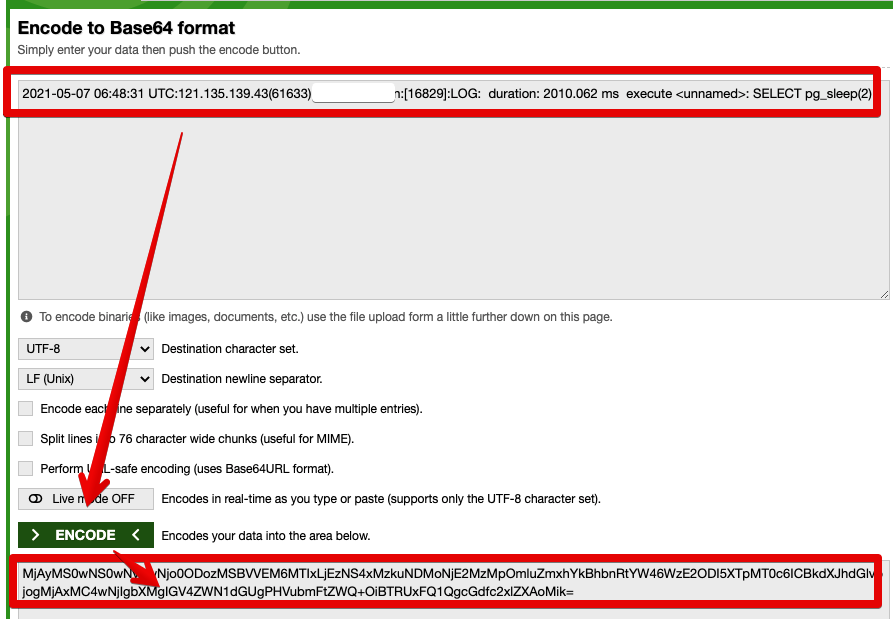 Encode to Base64 format
Simply enter your data then push the encode button.
2021-05-07 06:48:31 UTC:121.135.139.43(61633) n:[16829]:LOG: duration: 2010.062 ms execute <unnamed>: SELECT pg_sleep(2)
To encode binaries (like images, documents, etc.) use the file upload form a little further down on this page.
UTF-8 Destination character set.
LF (Unix) Destination newline separator.
Encode each line separately (useful for when you have multiple entries).
Split lines into 76 character wide chunks (useful for MIME).
Perform URL-safe encoding (uses Base64URL format).
Live mode OFF Encodes in real-time as you type or paste (supports only the UTF-8 character set).
> ENCODE < Encodes your data into the area below.
jogMjAxMC4wNjIgbXMgIGV4ZWN1dGUgPHVubmFtZWQ+OiBTRUxFQ1QgcGdfc2xlZXAoMik=